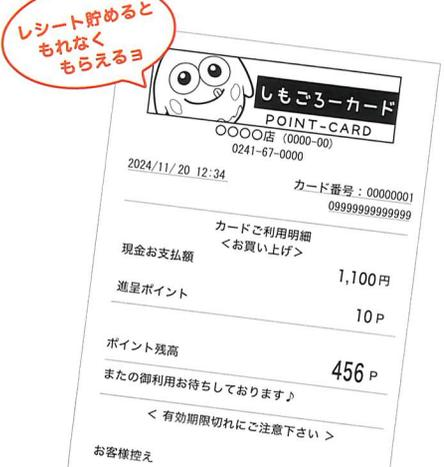 レシート貯めると
もれなく
もらえるヨ
しもごろーカード
POINT-CARD
〇〇〇〇店 (0000-00)
0241-67-0000
2024/11/20 12:34
カード番号：00000001
09999999999999
カードご利用明細
＜お買い上げ＞
現金お支払額 1,100円
進呈ポイント 10P
ポイント残高 456P
またの御利用お待ちしております♪
＜ 有効期限切れにご注意下さい ＞
お客様控え